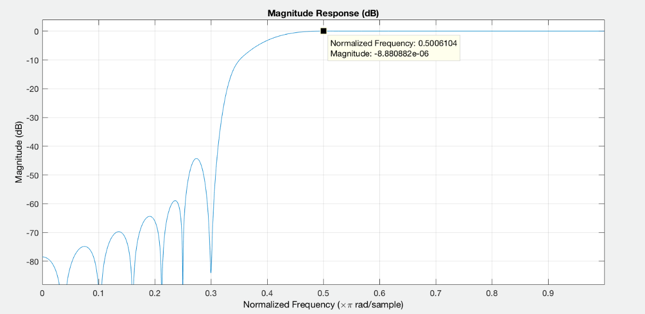 Magnitude Response (dB)
Normalized Frequency: 0.5006104
Magnitude: -8.880882e-06
Magnitude (dB)
0
-10
-20
-30
-40
-50
-60
-70
-80
0 0.1 0.2 0.3 0.4 0.5 0.6 0.7 0.8 0.9
Normalized Frequency (×π rad/sample)